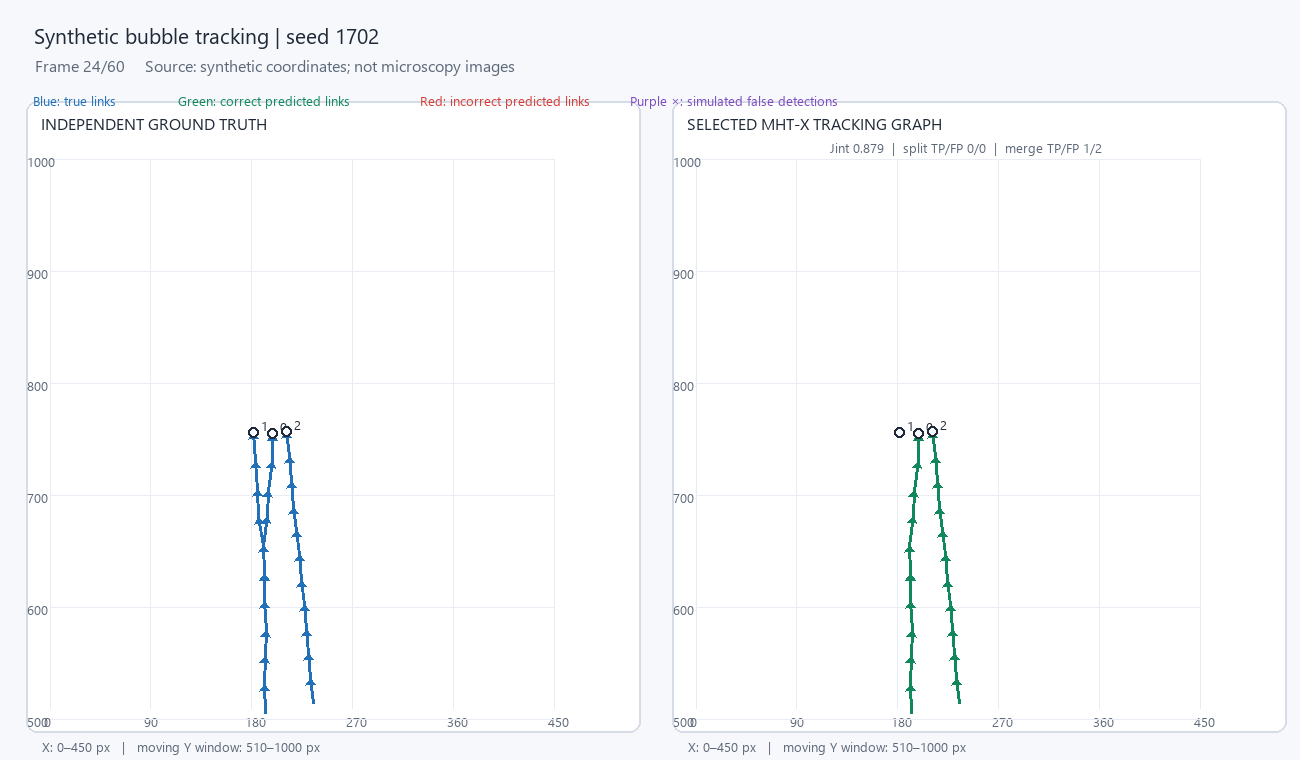 Synthetic bubble tracking | seed 1702
Frame 24/60 Source: synthetic coordinates; not microscopy images
Blue: true links Green: correct predicted links Red: incorrect predicted links Purple ×: simulated false detections
INDEPENDENT GROUND TRUTH
1000
900
800
700
600
500
1 0 2
0 90 180 270 360 450
X: 0–450 px | moving Y window: 510–1000 px
SELECTED MHT-X TRACKING GRAPH
Jint 0.879 | split TP/FP 0/0 | merge TP/FP 1/2
1000
900
800
700
600
500
1 0 2
0 90 180 270 360 450
X: 0–450 px | moving Y window: 510–1000 px